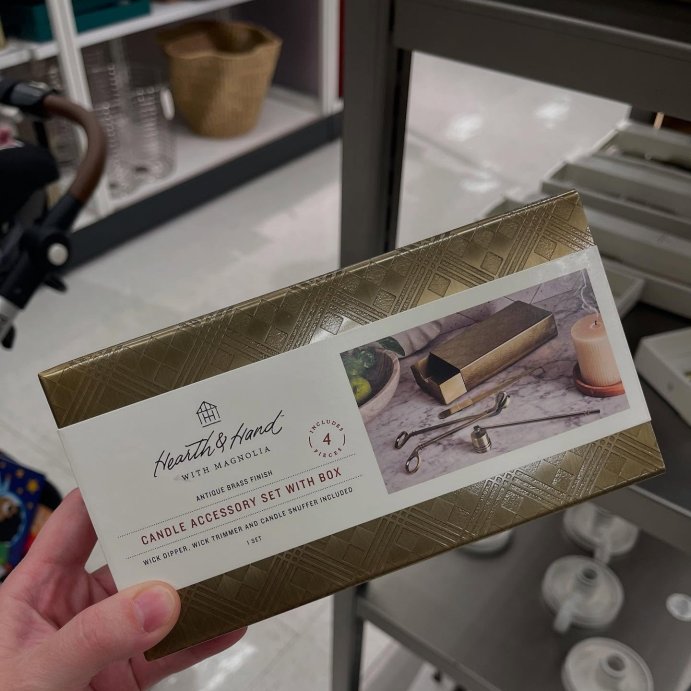 Hearth & Hand™
WITH MAGNOLIA
INCLUDES
4
PIECES
ANTIQUE BRASS FINISH
CANDLE ACCESSORY SET WITH BOX
WICK DIPPER, WICK TRIMMER AND CANDLE SNUFFER INCLUDED
1 SET